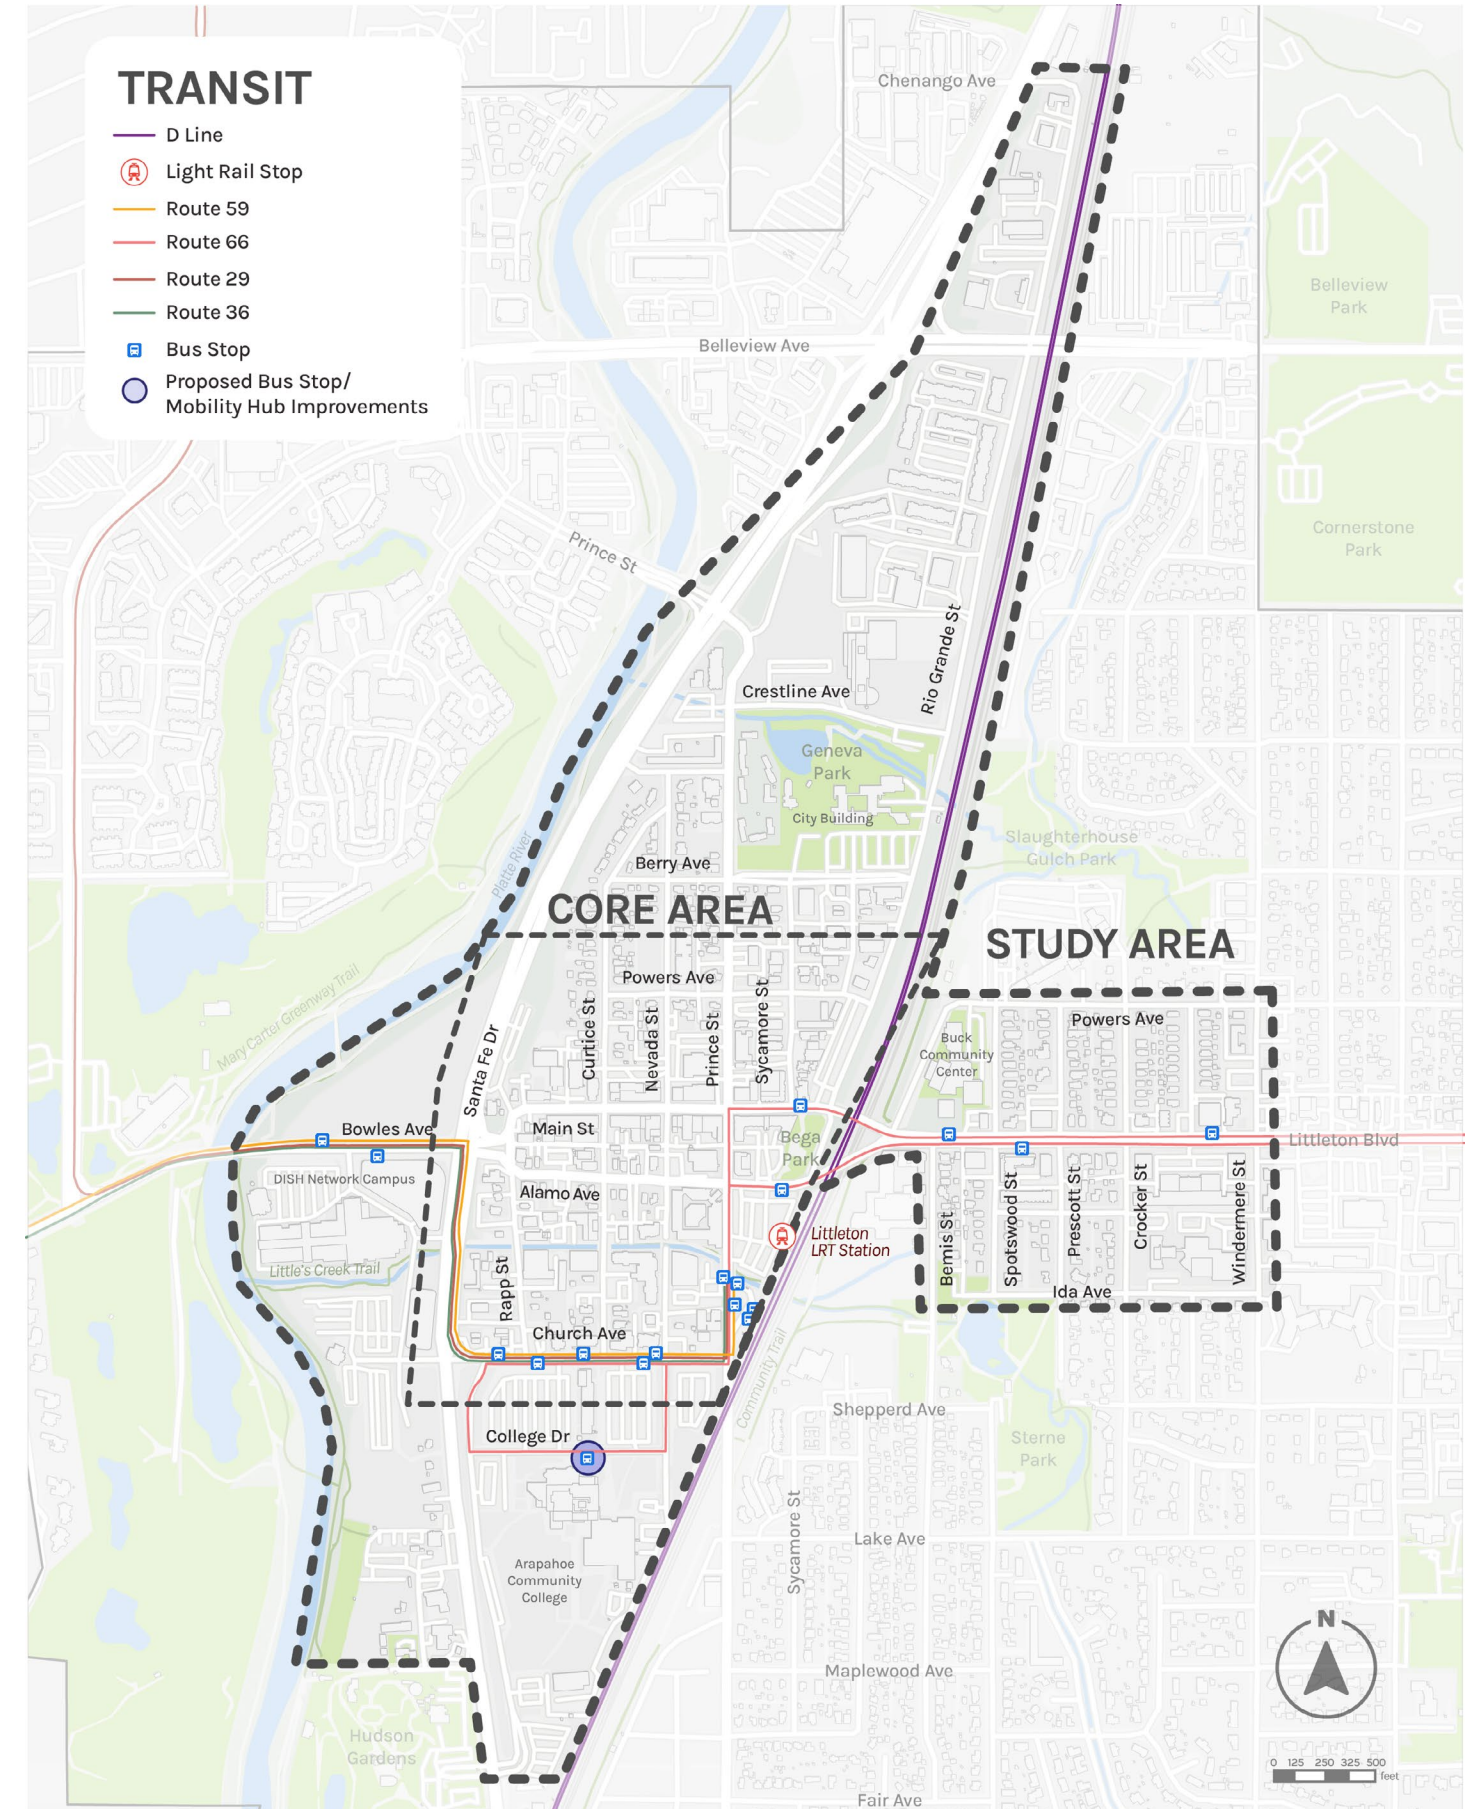 TRANSIT
D Line
Light Rail Stop
Route 59
Route 66
Route 29
Route 36
Bus Stop
Proposed Bus Stop/
Mobility Hub Improvements
Chenango Ave
Belleview
Park
Belleview Ave
Cornerstone
Park
Prince St
Rio Grande St
Crestline Ave
Geneva
Park
City Building
Slaughterhouse
Gulch Park
Platte River
Berry Ave
CORE AREA
STUDY AREA
Powers Ave
Mary Carter Greenway Trail
Santa Fe Dr
Curtice St
Nevada St
Prince St
Sycamore St
Powers Ave
Buck
Community
Center
Bowles Ave
Main St
Bega
Park
Littleton Blvd
DISH Network Campus
Alamo Ave
Littleton
LRT Station
Bemis St
Spotswood St
Prescott St
Crocker St
Windermere St
Little's Creek Trail
Rapp St
Ida Ave
Church Ave
Community Trail
Shepperd Ave
College Dr
Sterne
Park
Sycamore St
Lake Ave
Arapahoe
Community
College
Maplewood Ave
Hudson
Gardens
Fair Ave
N
0 125 250 325 500
feet